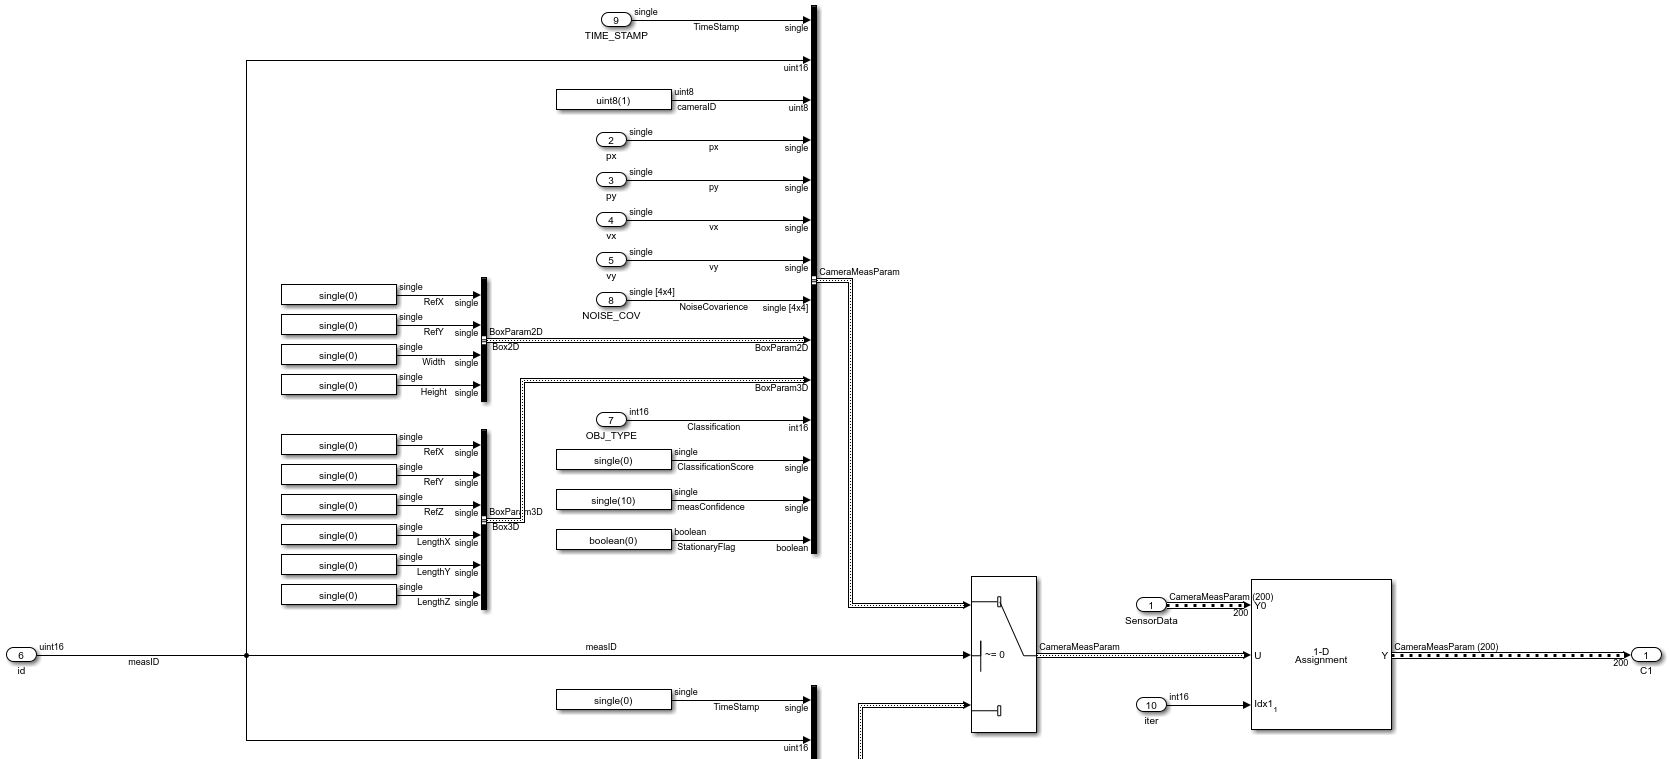 9
single
TimeStamp
single
TIME_STAMP
uint16
uint8(1)
uint8
cameraID
uint8
2
single
px
single
px
3
single
py
single
py
4
single
vx
single
vx
5
single
vy
single
vy
CameraMeasParam
8
single [4x4]
NoiseCovarience
single [4x4]
NOISE_COV
single(0)
single
RefX
single
single(0)
single
RefY
single
single(0)
single
Width
single
single(0)
single
Height
single
BoxParam2D
Box2D
BoxParam2D
BoxParam3D
7
int16
Classification
int16
OBJ_TYPE
single(0)
single
RefX
single
single(0)
single
RefY
single
single(0)
single
RefZ
single
single(0)
single
LengthX
single
single(0)
single
LengthY
single
single(0)
single
LengthZ
single
BoxParam3D
Box3D
single(0)
single
ClassificationScore
single
single(10)
single
measConfidence
single
boolean(0)
boolean
StationaryFlag
boolean
6
uint16
measID
id
measID
~= 0
CameraMeasParam
1
CameraMeasParam (200)
200
SensorData
Y0
U
Idx1
1
1-D
Assignment
Y
CameraMeasParam (200)
200
1
C1
10
int16
iter
single(0)
single
TimeStamp
single
uint16